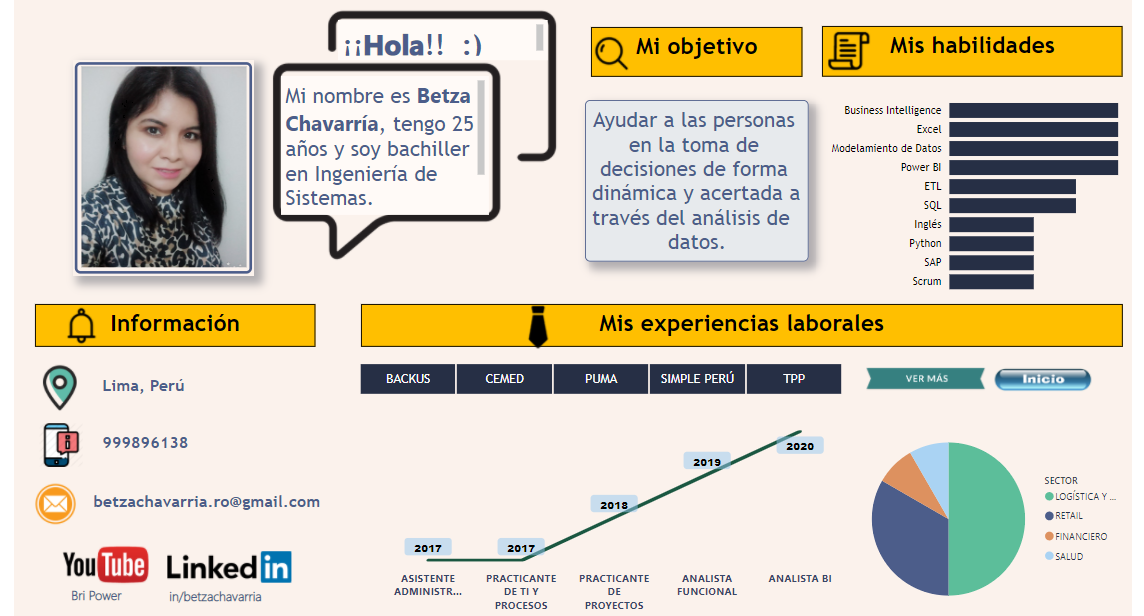 ¡¡Hola!! :)
Mi nombre es Betza
Chavarría, tengo 25
años y soy bachiller
en Ingeniería de
Sistemas.
Mi objetivo
Ayudar a las personas
en la toma de
decisiones de forma
dinámica y acertada a
través del análisis de
datos.
Mis habilidades
Business Intelligence
Excel
Modelamiento de Datos
Power BI
ETL
SQL
Inglés
Python
SAP
Scrum
Información
Lima, Perú
999896138
betzachavarria.ro@gmail.com
YouTube
Bri Power
Linkedin
in/betzachavarria
Mis experiencias laborales
BACKUS
CEMED
PUMA
SIMPLE PERÚ
TPP
VER MÁS
Inicio
2017
2017
2018
2019
2020
ASISTENTE
ADMINISTR...
PRACTICANTE
DE TI Y
PROCESOS
PRACTICANTE
DE
PROYECTOS
ANALISTA
FUNCIONAL
ANALISTA BI
SECTOR
LOGÍSTICA Y ...
RETAIL
FINANCIERO
SALUD